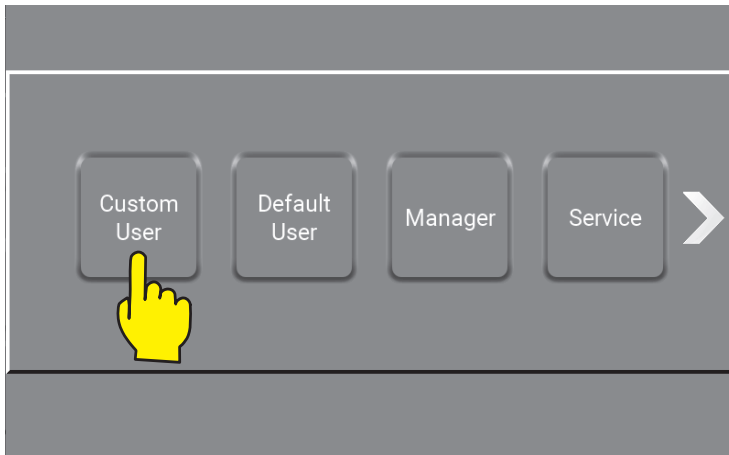 Custom
User
Default
User
Manager
Service